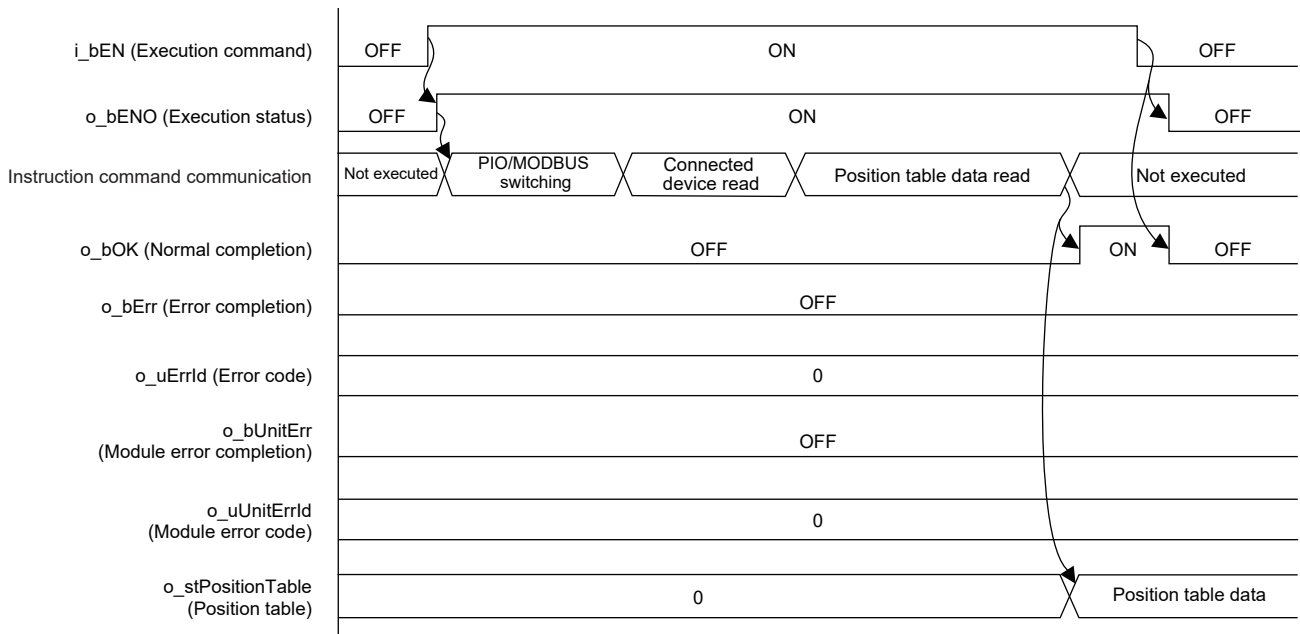 i_bEN (Execution command)
OFF
ON
OFF
o_bENO (Execution status)
OFF
ON
OFF
Instruction command communication
Not executed
PIO/MODBUS
switching
Connected
device read
Position table data read
Not executed
o_bOK (Normal completion)
OFF
ON
OFF
o_bErr (Error completion)
OFF
o_uErrId (Error code)
0
o_bUnitErr
(Module error completion)
OFF
o_uUnitErrId
(Module error code)
0
o_stPositionTable
(Position table)
0
Position table data